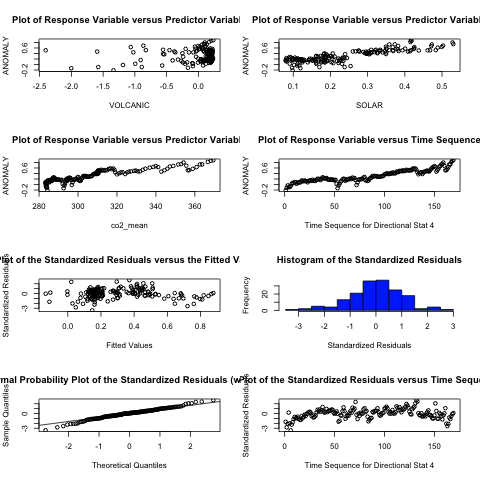 Plot of Response Variable versus Predictor Variabl
ANOMALY
-0.2 0.6
-2.5 -2.0 -1.5 -1.0 -0.5 0.0
VOLCANIC
Plot of Response Variable versus Predictor Variabl
ANOMALY
-0.2 0.6
0.1 0.2 0.3 0.4 0.5
SOLAR
Plot of Response Variable versus Predictor Variabl
ANOMALY
-0.2 0.6
280 300 320 340 360
co2_mean
Plot of Response Variable versus Time Sequence
ANOMALY
-0.2 0.6
0 50 100 150
Time Sequence for Directional Stat 4
Plot of the Standardized Residuals versus the Fitted V
Standardized Residuals
-3 0
0.0 0.2 0.4 0.6 0.8
Fitted Values
Histogram of the Standardized Residuals
Frequency
0 20
-3 -2 -1 0 1 2 3
Standardized Residuals
rmal Probability Plot of the Standardized Residuals (w
Sample Quantiles
-3 0
-2 -1 0 1 2
Theoretical Quantiles
Plot of the Standardized Residuals versus Time Seque
Standardized Residuals
-3 0
0 50 100 150
Time Sequence for Directional Stat 4